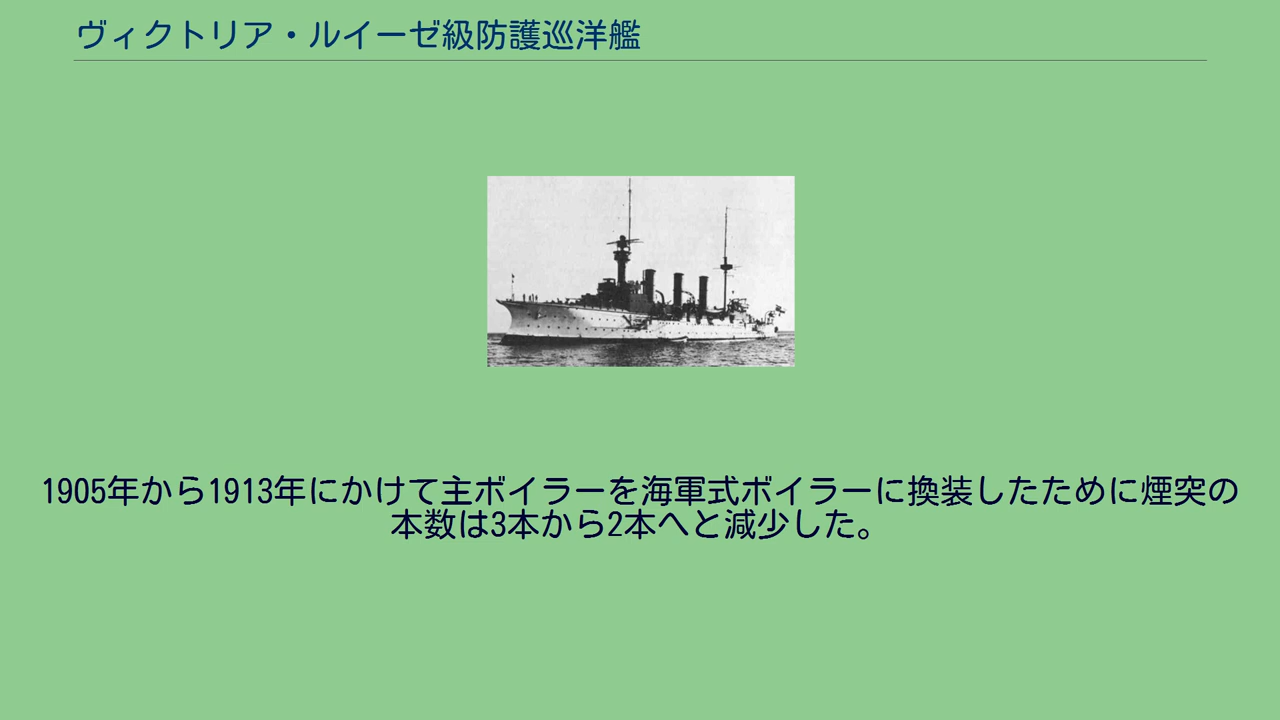 ヴィクトリア・ルイーゼ級防護巡洋艦
1905年から1913年にかけて主ボイラーを海軍式ボイラーに換装したために煙突の
本数は3本から2本へと減少した。